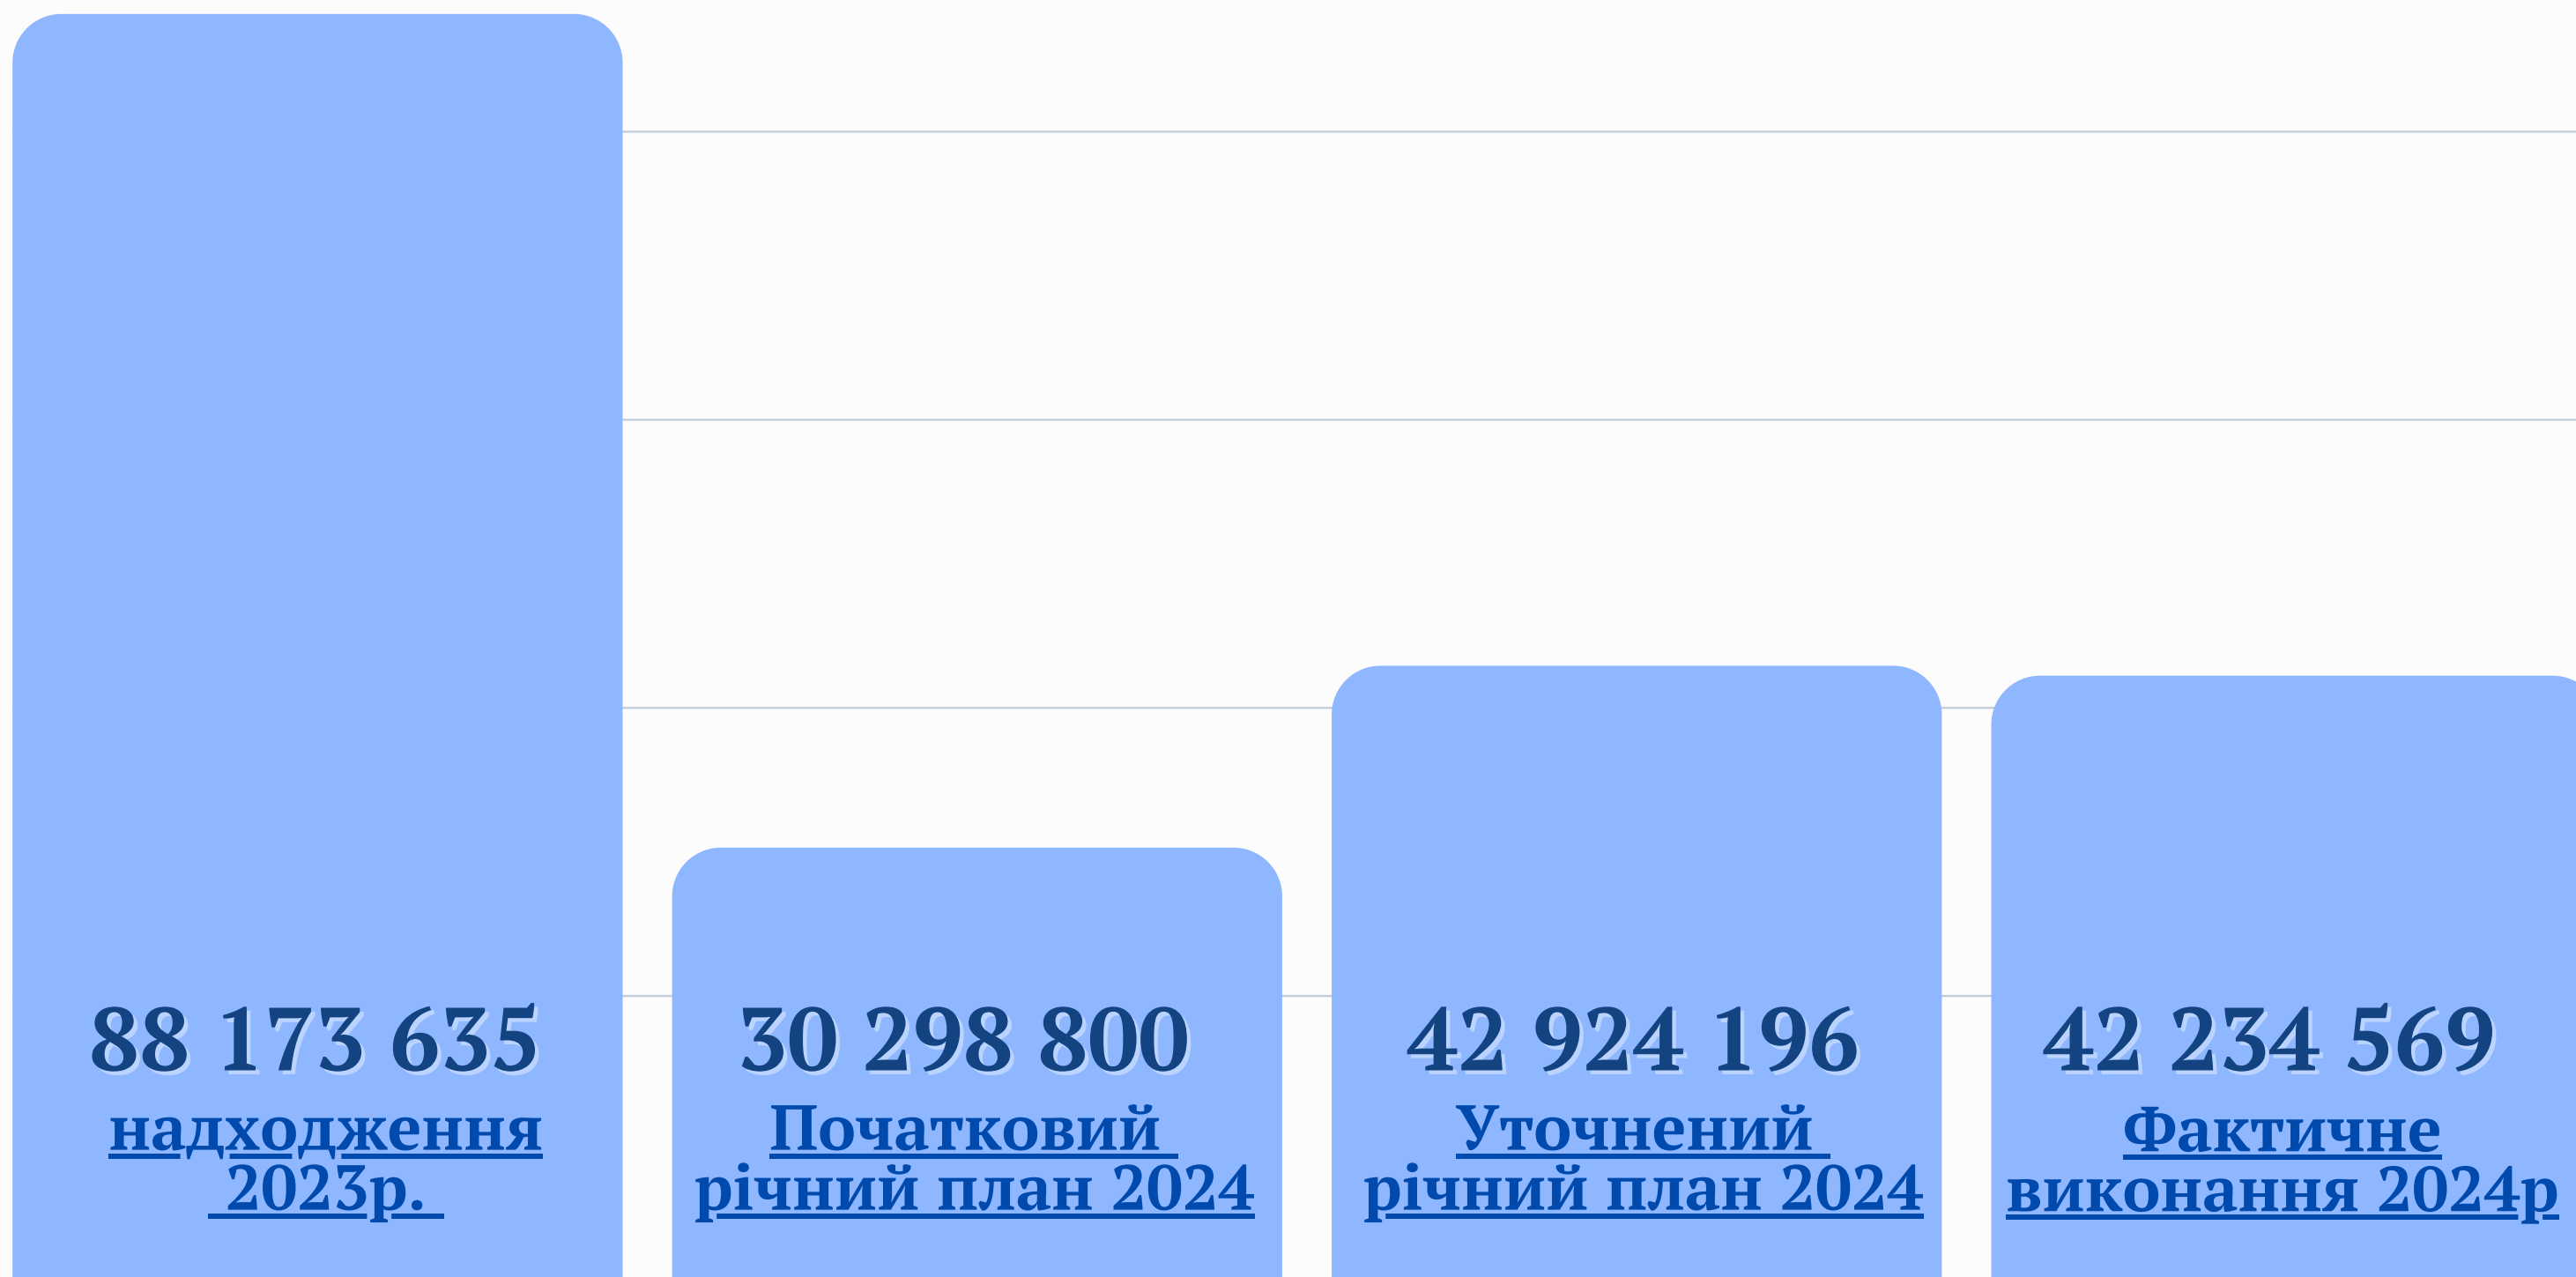 88 173 635
надходження
2023р.
30 298 800
Початковий
річний план 2024
42 924 196
Уточнений
річний план 2024
42 234 569
Фактичне
виконання 2024р